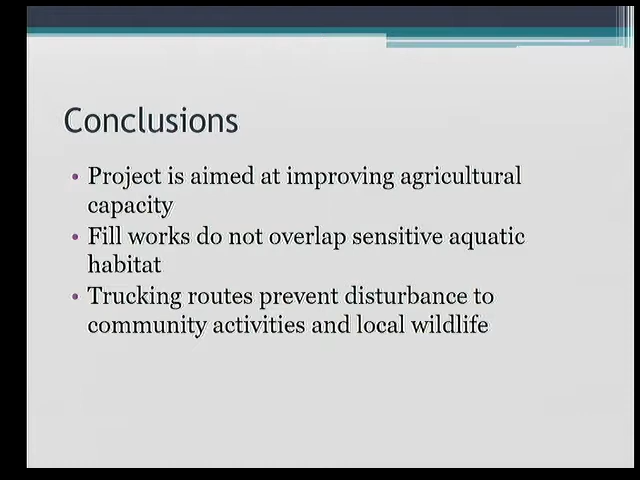 Conclusions
• Project is aimed at improving agricultural
capacity
• Fill works do not overlap sensitive aquatic
habitat
• Trucking routes prevent disturbance to
community activities and local wildlife